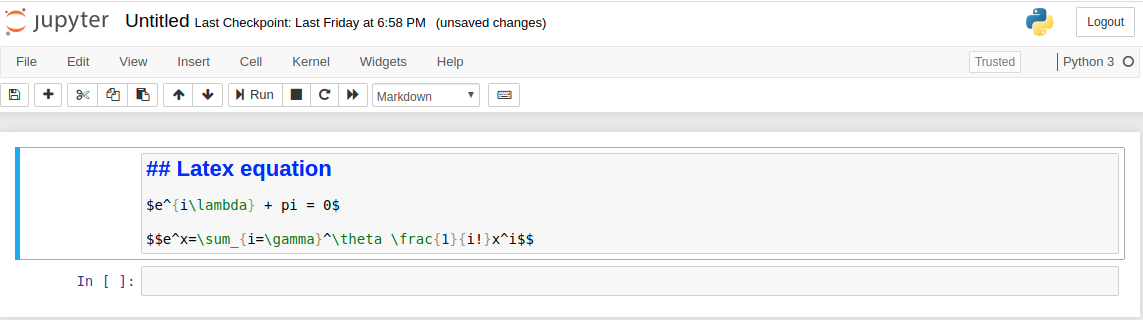 jupyter Untitled Last Checkpoint: Last Friday at 6:58 PM (unsaved changes) Logout
File Edit View Insert Cell Kernel Widgets Help Trusted Python 3
Run Markdown
## Latex equation
$e^{i\lambda} + pi = 0$
$$e^x=\sum_{i=\gamma}^\theta \frac{1}{i!}x^i$$
In [ ]: